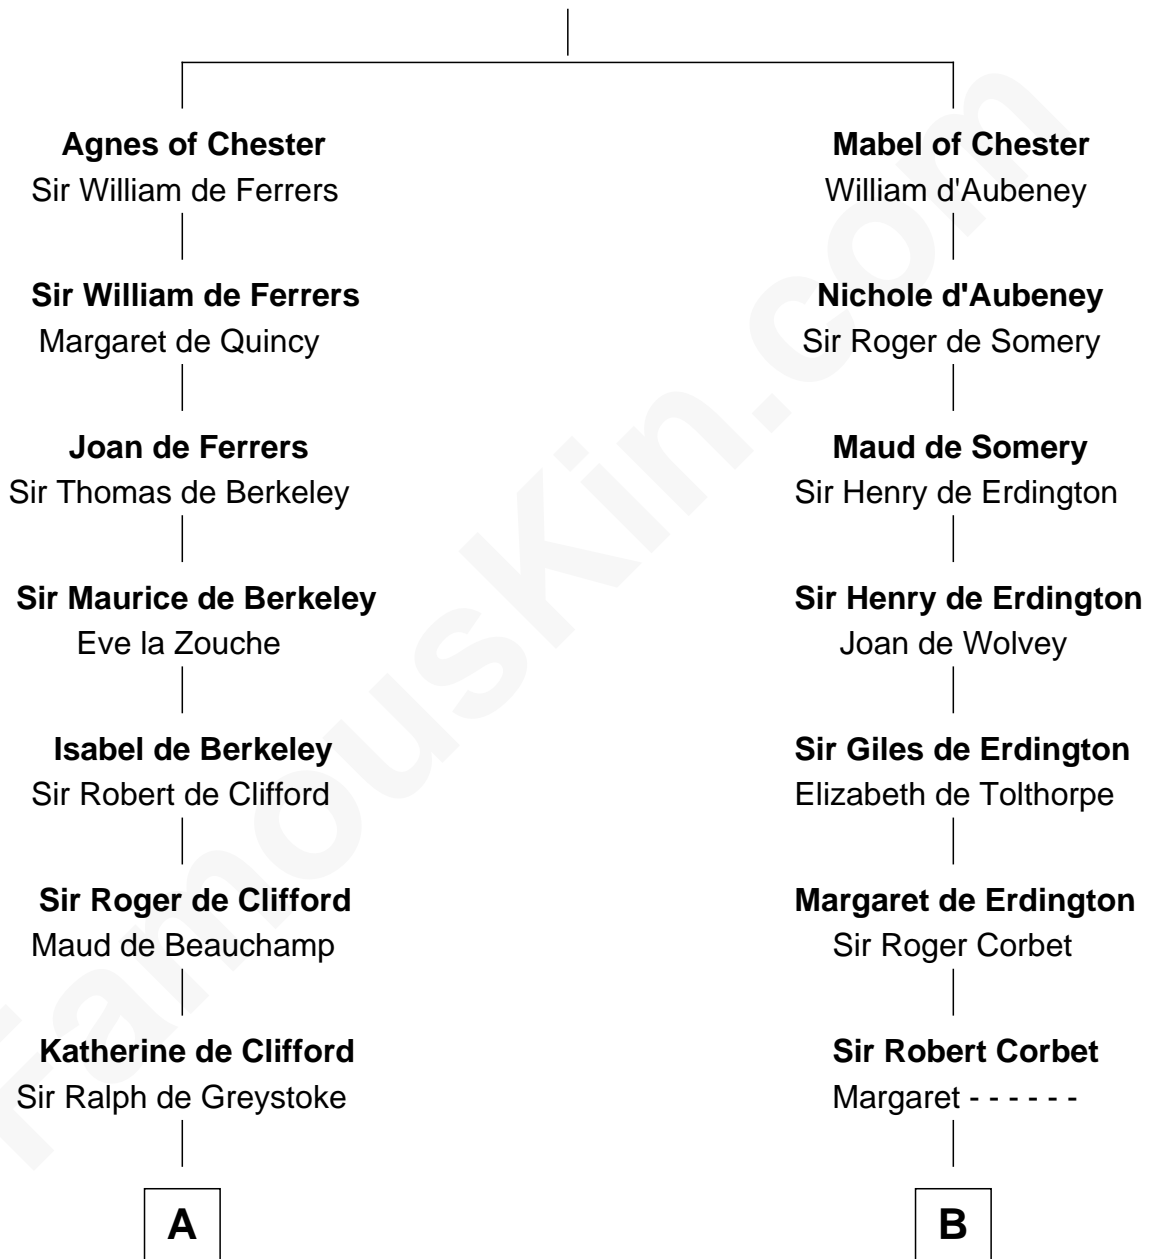 Agnes of Chester
Sir William de Ferrers
Sir William de Ferrers
Margaret de Quincy
Joan de Ferrers
Sir Thomas de Berkeley
Sir Maurice de Berkeley
Eve la Zouche
Isabel de Berkeley
Sir Robert de Clifford
Sir Roger de Clifford
Maud de Beauchamp
Katherine de Clifford
Sir Ralph de Greystoke
A
Mabel of Chester
William d'Aubeney
Nichole d'Aubeney
Sir Roger de Somery
Maud de Somery
Sir Henry de Erdington
Sir Henry de Erdington
Joan de Wolvey
Sir Giles de Erdington
Elizabeth de Tolthorpe
Margaret de Erdington
Sir Roger Corbet
Sir Robert Corbet
Margaret - - - - - -
B
FamousKin.com